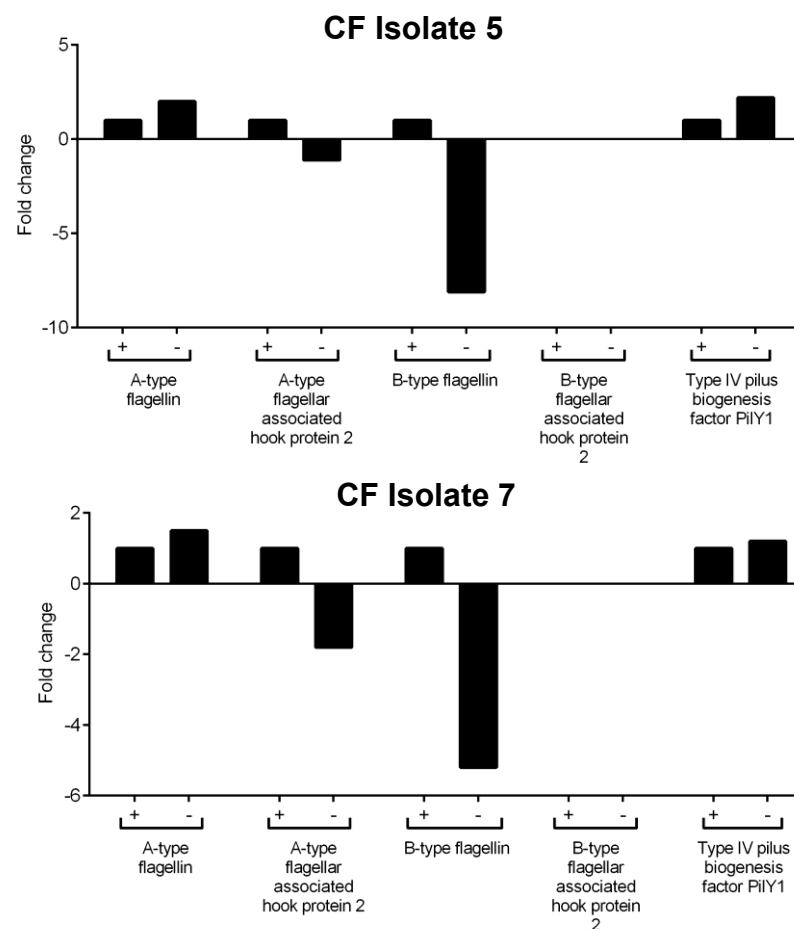 CF Isolate 5
5
0
-5
-10
Fold change
+ - + - + - + - + -
A-type
flagellin
A-type
flagellar
associated
hook protein 2
B-type flagellin
B-type
flagellar
associated
hook protein
2
Type IV pilus
biogenesis
factor PilY1
CF Isolate 7
2
0
-2
-4
-6
Fold change
+ - + - + - + - + -
A-type
flagellin
A-type
flagellar
associated
hook protein 2
B-type flagellin
B-type
flagellar
associated
hook protein
2
Type IV pilus
biogenesis
factor PilY1